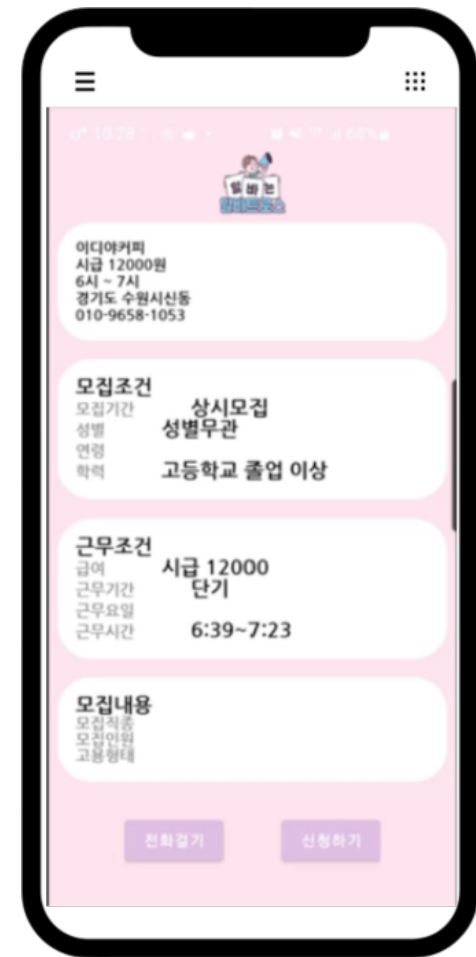 이디야커피
시급 12000원
6시 ~ 7시
경기도 수원시신동
010-9658-1053
모집조건
모집기간 상시모집
성별 성별무관
연령
학력 고등학교 졸업 이상
근무조건
급여 시급 12000
근무기간 단기
근무요일
근무시간 6:39~7:23
모집내용
모집직종
모집인원
고용형태
전화걸기 신청하기